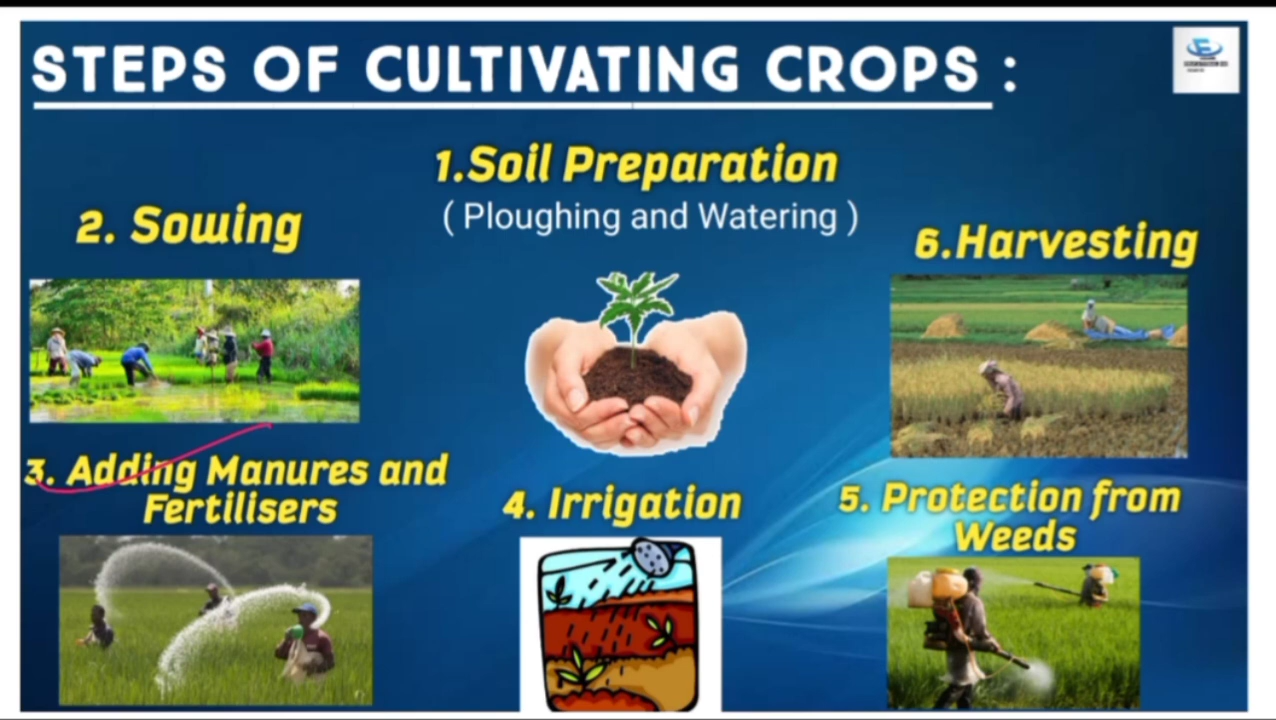 STEPS OF CULTIVATING CROPS :
1.Soil Preparation
( Ploughing and Watering )
2. Sowing
6.Harvesting
3. Adding Manures and
Fertilisers
4. Irrigation
5. Protection from
Weeds